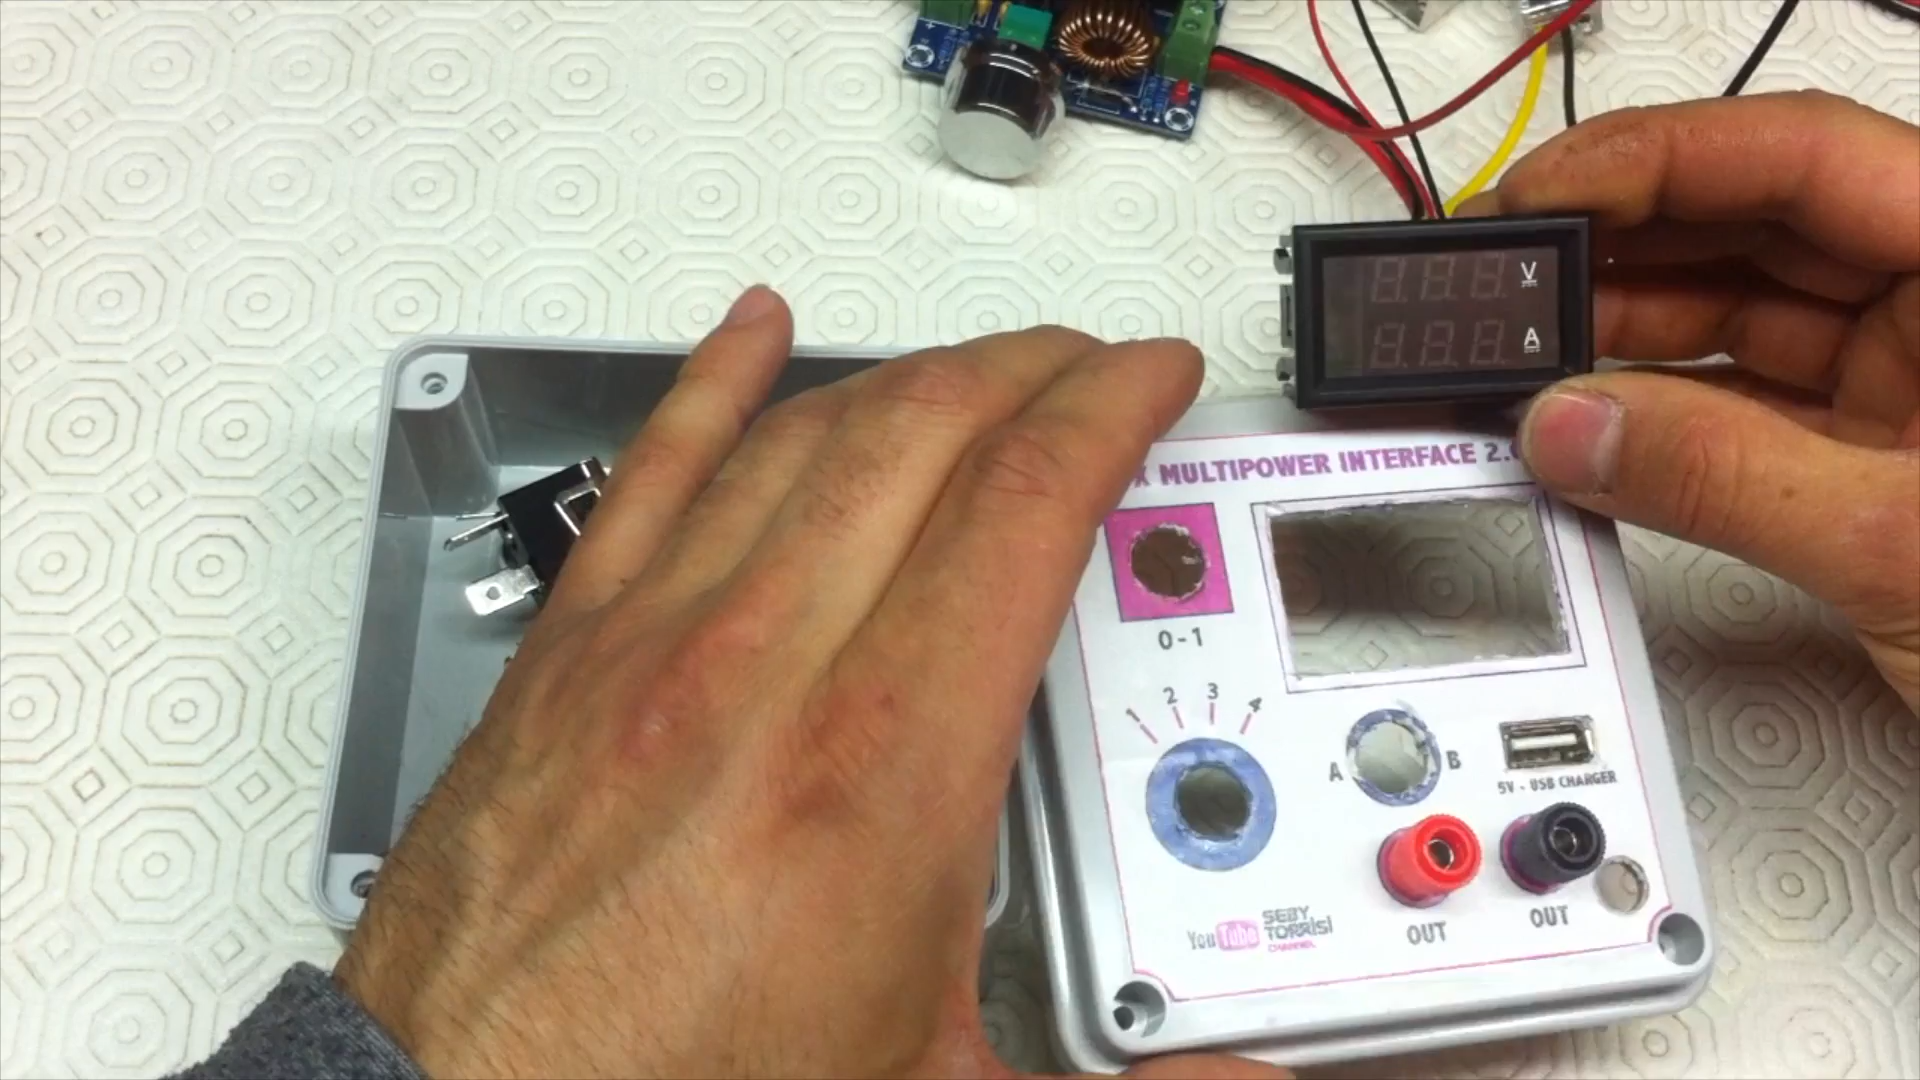 V
A
MULTIPOWER INTERFACE 2.
0-1
1 2 3 4
A B
5V - USB CHARGER
OUT OUT
YouTube SEBY
TORRISI
CHANNEL